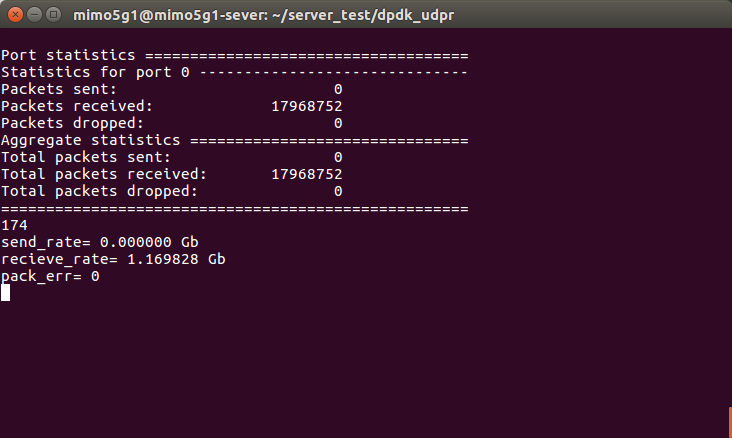 mimo5g1@mimo5g1-sever: ~/server_test/dpdk_udpr
Port statistics ====================================
Statistics for port 0 ------------------------------
Packets sent: 0
Packets received: 17968752
Packets dropped: 0
Aggregate statistics ===============================
Total packets sent: 0
Total packets received: 17968752
Total packets dropped: 0
====================================================
174
send_rate= 0.000000 Gb
recieve_rate= 1.169828 Gb
pack_err= 0